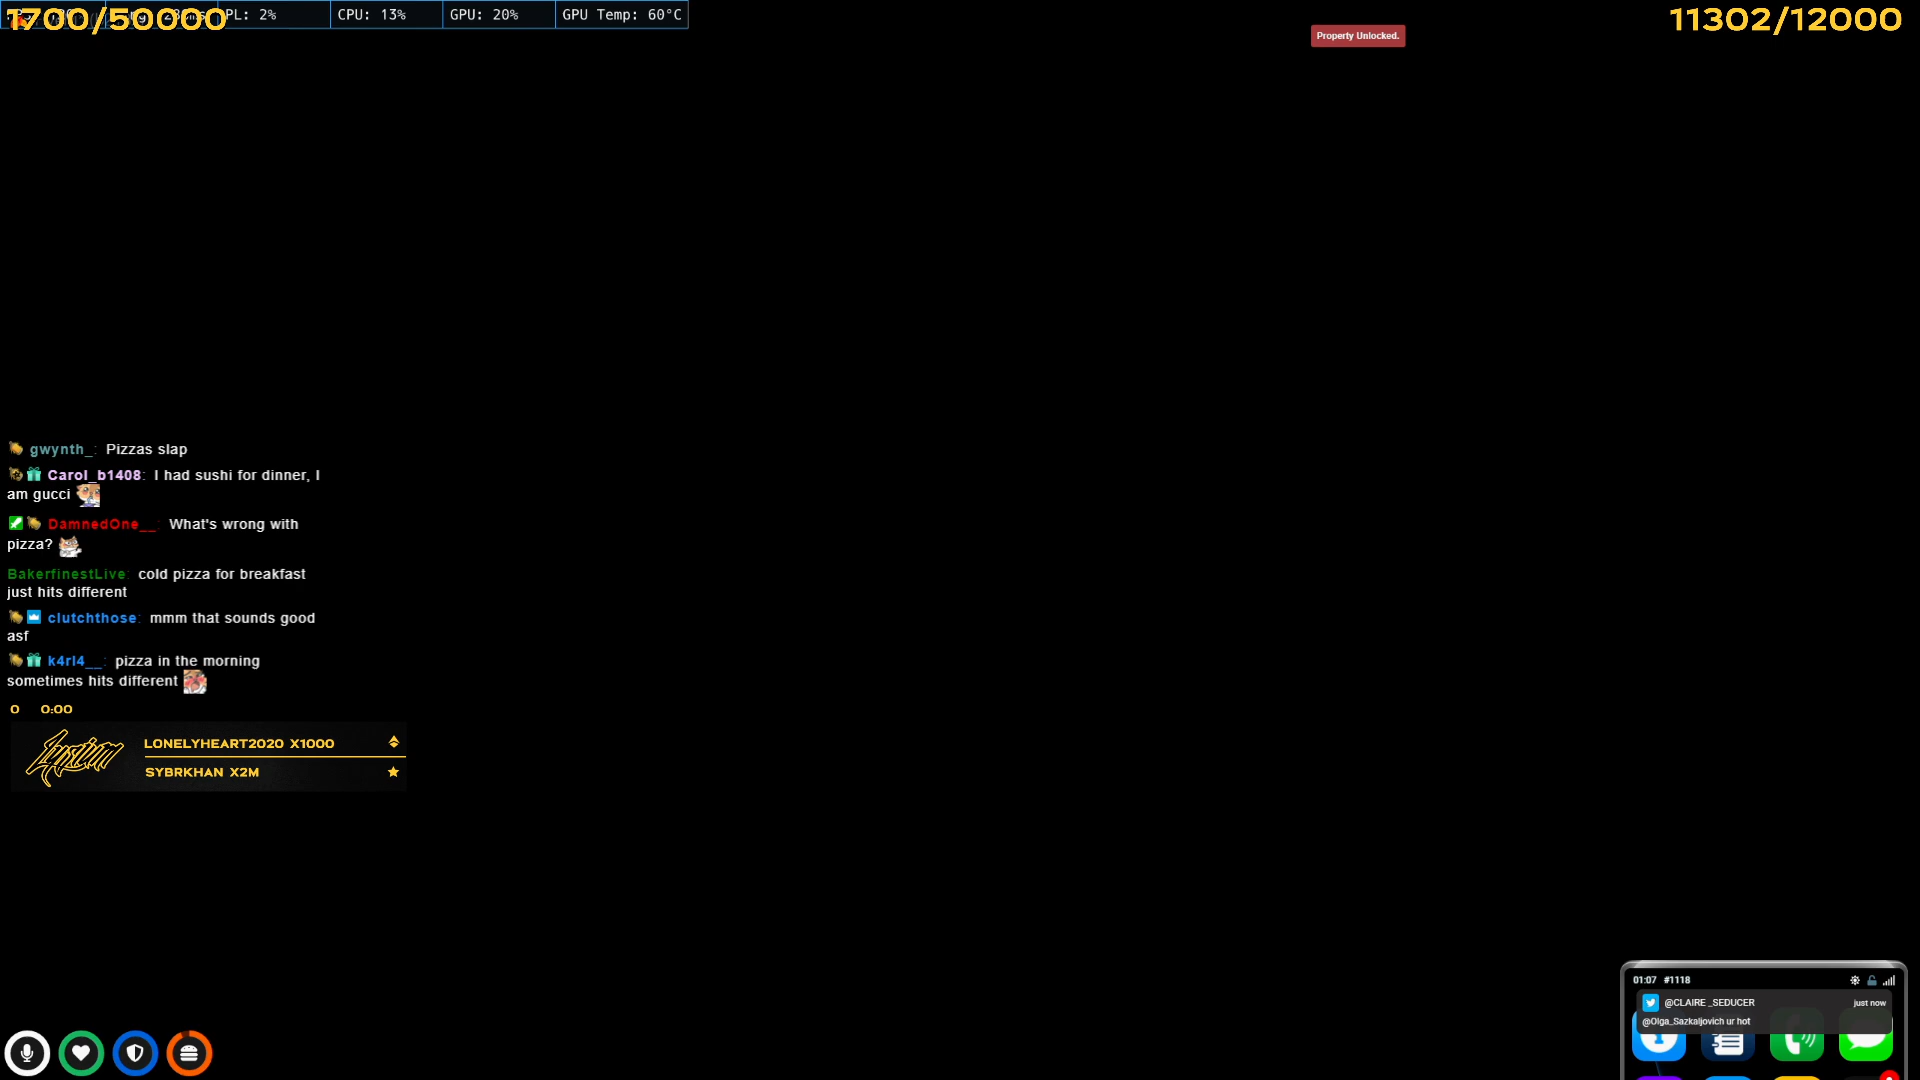 1700/50000
PL: 2%
CPU: 13%
GPU: 20%
GPU Temp: 60°C
11302/12000
Property Unlocked.
gwynth_: Pizzas slap
Carol_b1408: I had sushi for dinner, I
am gucci
DamnedOne__: What's wrong with
pizza?
BakerfinestLive: cold pizza for breakfast
just hits different
clutchthose: mmm that sounds good
asf
k4rl4__: pizza in the morning
sometimes hits different
0 0:00
LONELYHEART2020 X1000
SYBRKHAN X2M
01:07 #1118
@CLAIRE _SEDUCER just now
@Olga_Sazkaljovich ur hot